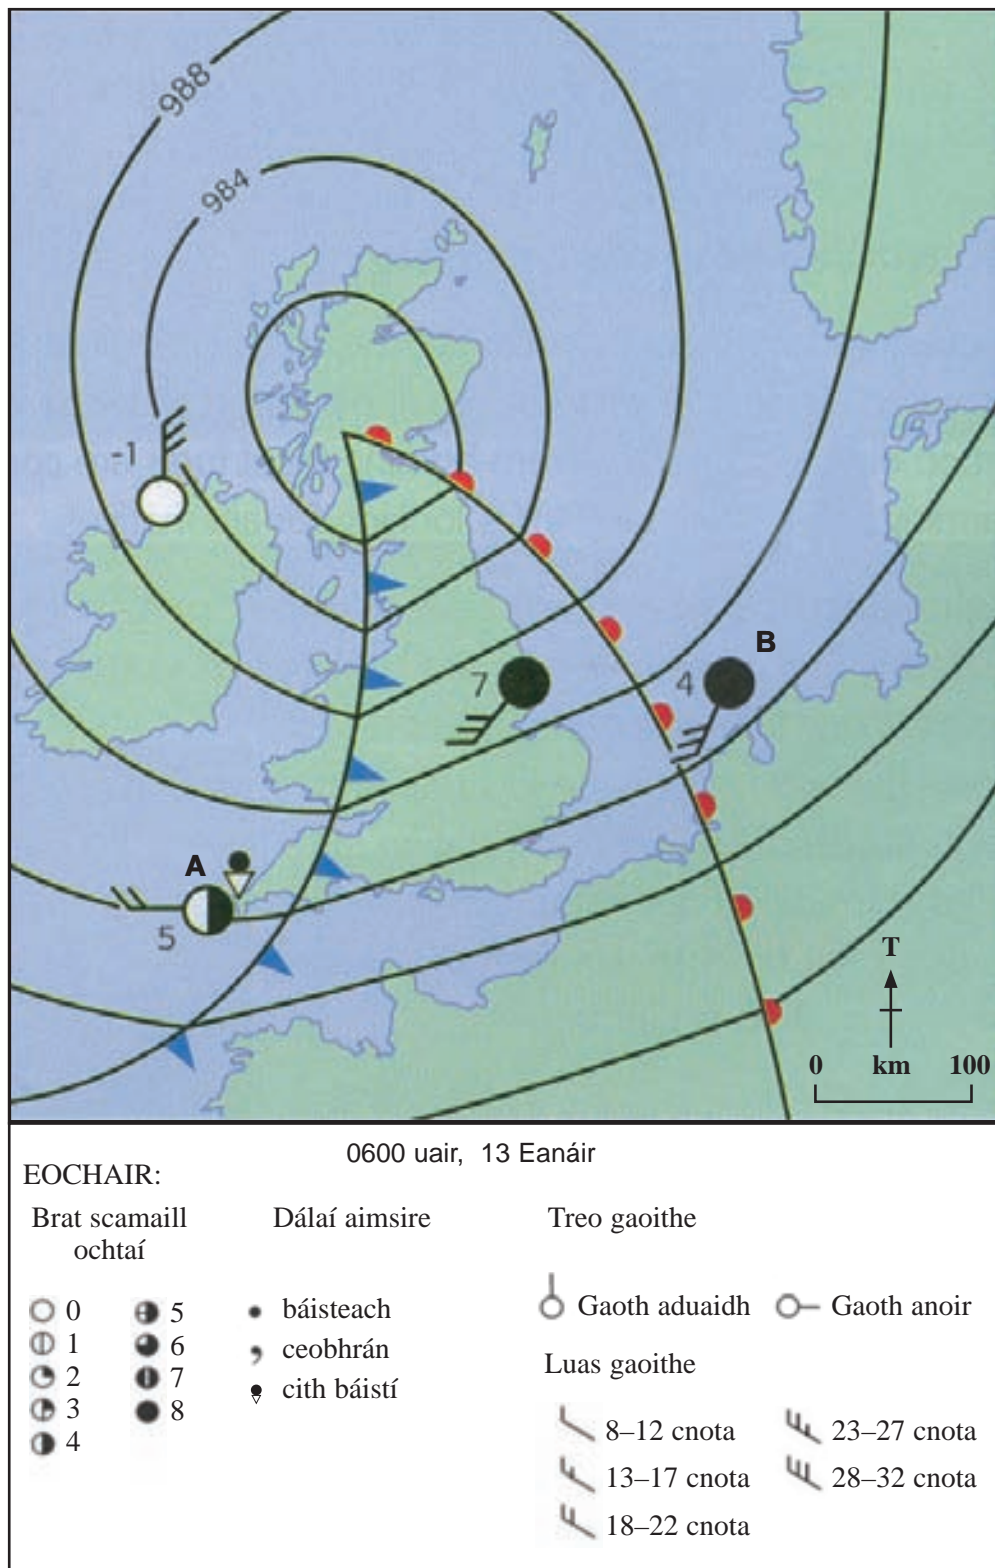 988
984
-1
B
7
4
A
5
T
0 km 100
0600 uair, 13 Eanáir
EOCHAIR:
Brat scamaill
ochtaí
0
1
2
3
4
5
6
7
8
Dálaí aimsire
báisteach
ceobhrán
cith báistí
Treo gaoithe
Gaoth aduaidh
Gaoth anoir
Luas gaoithe
8–12 cnota
13–17 cnota
18–22 cnota
23–27 cnota
28–32 cnota